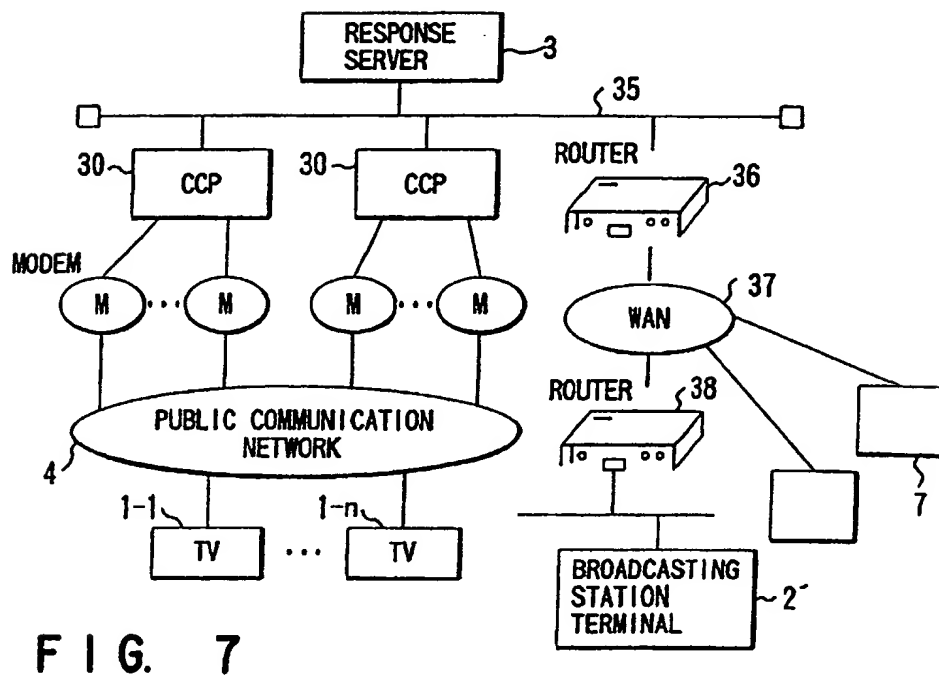 RESPONSE
SERVER
3
35
30
CCP
30
CCP
ROUTER
36
MODEM
M ... M
M ... M
WAN
37
PUBLIC COMMUNICATION
NETWORK
4
ROUTER
38
7
1-1
TV
...
1-n
TV
BROADCASTING
STATION
TERMINAL
2´
FIG. 7